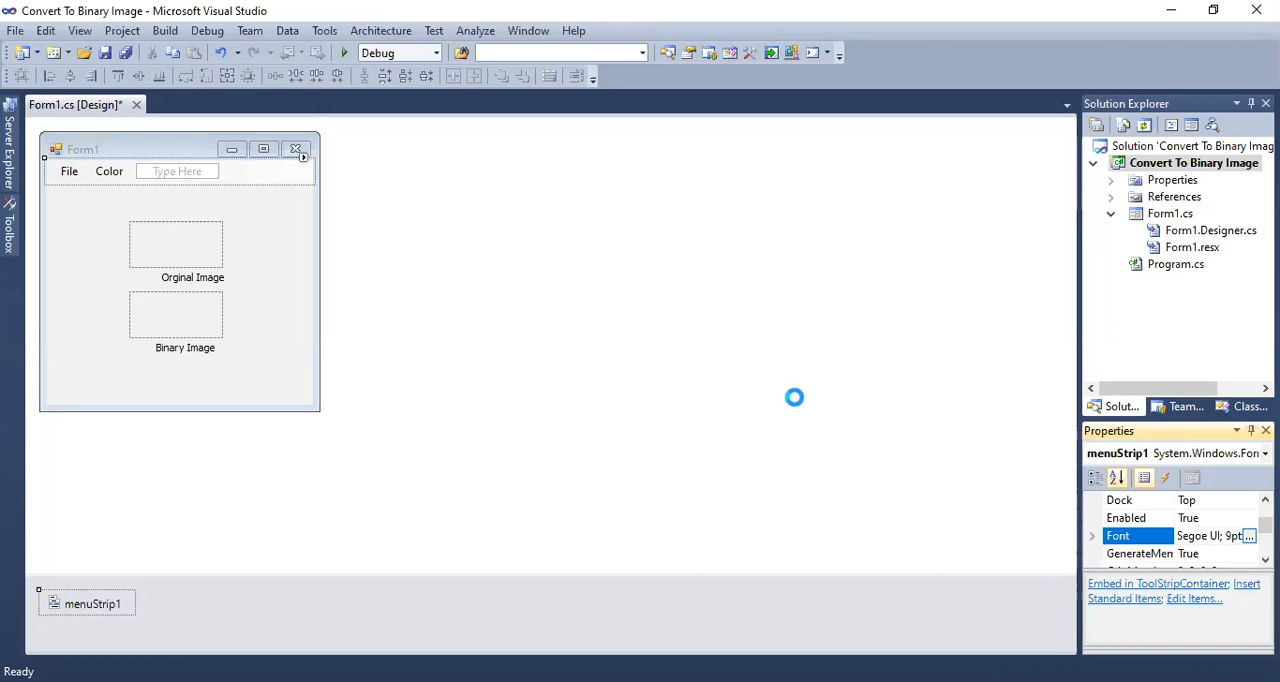 Convert To Binary Image - Microsoft Visual Studio
File Edit View Project Build Debug Team Data Tools Architecture Test Analyze Window Help
Debug
Form1.cs [Design]*
Solution Explorer
Server Explorer
Toolbox
Form1
File Color Type Here
Orginal Image
Binary Image
menuStrip1
Ready
Solution 'Convert To Binary Imag
Convert To Binary Image
Properties
References
Form1.cs
Form1.Designer.cs
Form1.resx
Program.cs
Solut... Team... Class...
Properties
menuStrip1 System.Windows.For
Dock Top
Enabled True
Font Segoe UI; 9pt ...
GenerateMem True
Embed in ToolStripContainer; Insert
Standard Items; Edit Items...